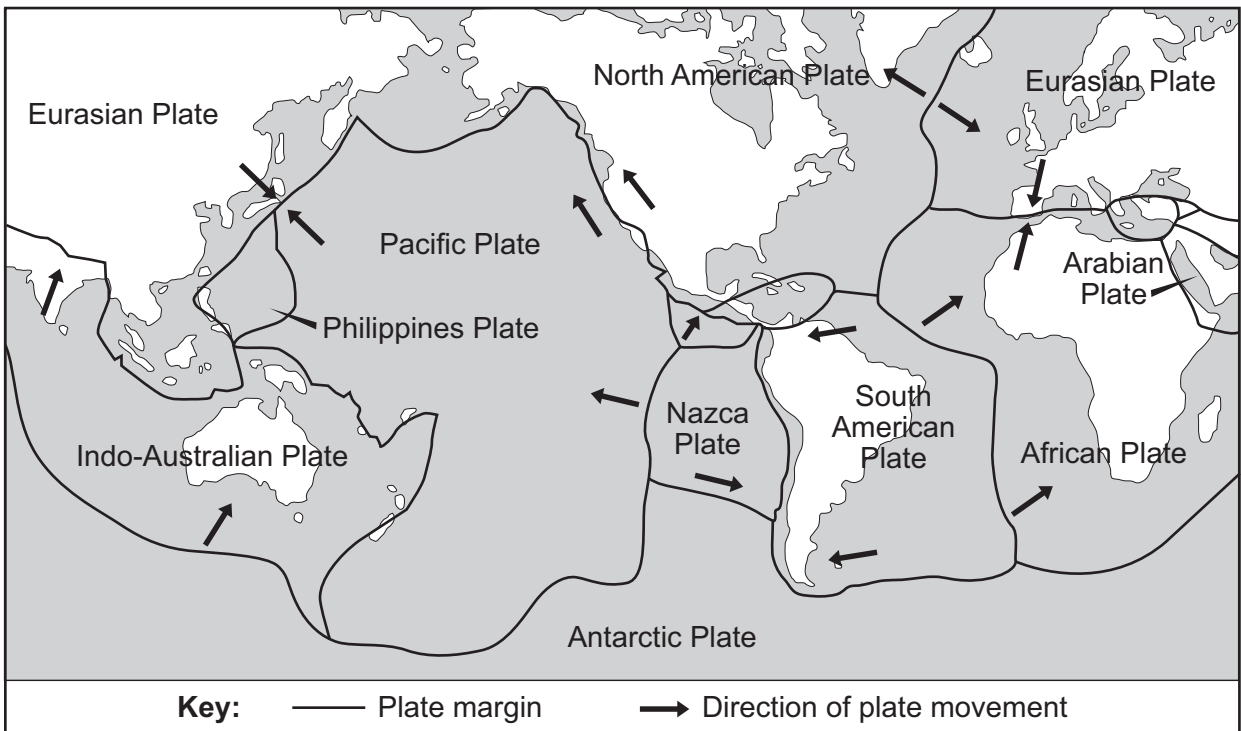 North American Plate
Eurasian Plate
Eurasian Plate
Pacific Plate
Arabian
Plate
Philippines Plate
Nazca
Plate
South
American
Plate
Indo-Australian Plate
African Plate
Antarctic Plate
Key: Plate margin Direction of plate movement